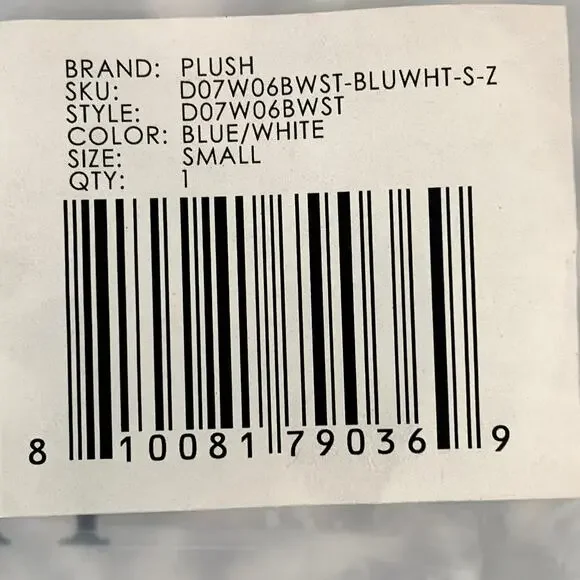 BRAND: PLUSH
SKU: D07W06BWST-BLUWHT-S-Z
STYLE: D07W06BWST
COLOR: BLUE/WHITE
SIZE: SMALL
QTY: 1
8 10081 79036 9